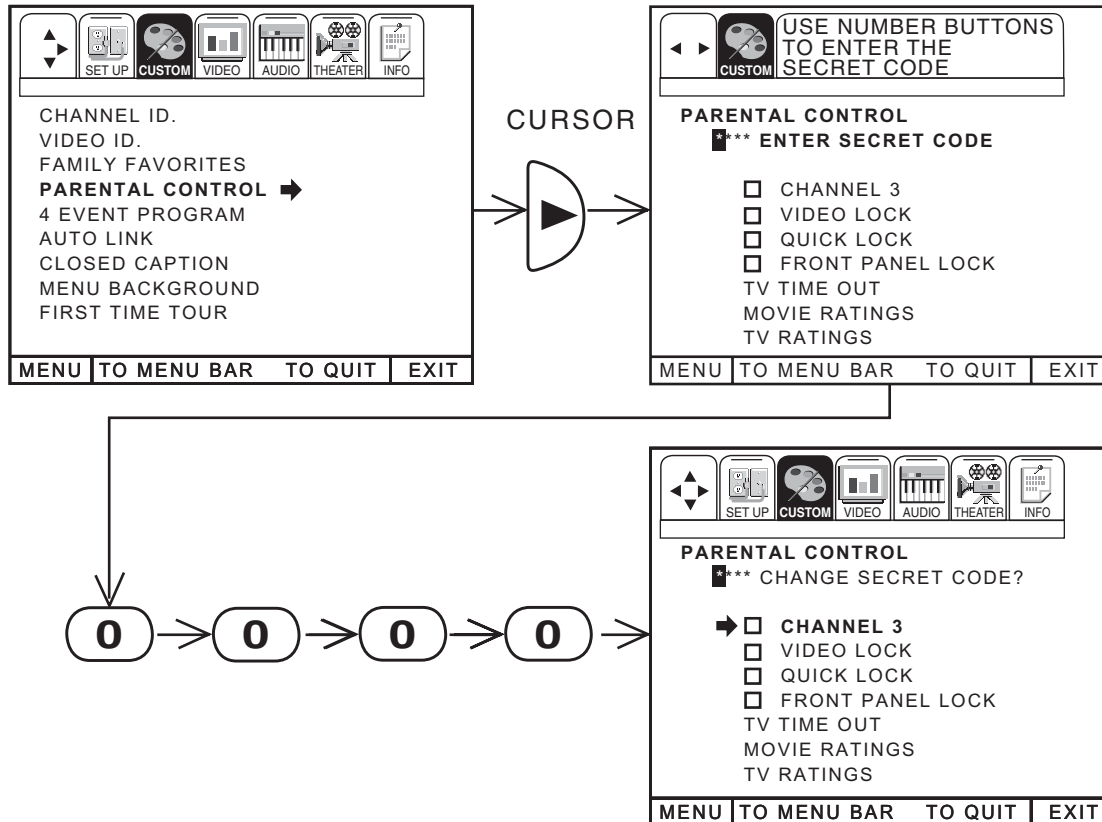 SET UP CUSTOM VIDEO AUDIO THEATER INFO
CHANNEL ID.
VIDEO ID.
FAMILY FAVORITES
PARENTAL CONTROL
4 EVENT PROGRAM
AUTO LINK
CLOSED CAPTION
MENU BACKGROUND
FIRST TIME TOUR
MENU TO MENU BAR TO QUIT EXIT
CURSOR
CUSTOM
USE NUMBER BUTTONS
TO ENTER THE
SECRET CODE
PARENTAL CONTROL
**** ENTER SECRET CODE
CHANNEL 3
VIDEO LOCK
QUICK LOCK
FRONT PANEL LOCK
TV TIME OUT
MOVIE RATINGS
TV RATINGS
MENU TO MENU BAR TO QUIT EXIT
0 0 0 0
SET UP CUSTOM VIDEO AUDIO THEATER INFO
PARENTAL CONTROL
**** CHANGE SECRET CODE?
CHANNEL 3
VIDEO LOCK
QUICK LOCK
FRONT PANEL LOCK
TV TIME OUT
MOVIE RATINGS
TV RATINGS
MENU TO MENU BAR TO QUIT EXIT